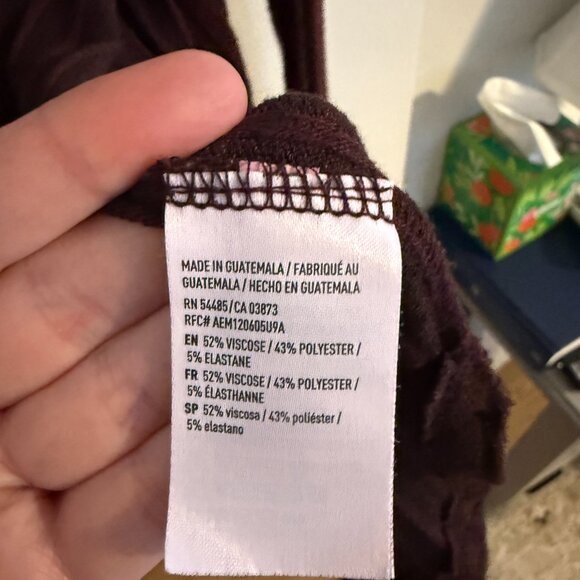 MADE IN GUATEMALA / FABRIQUÉ AU
GUATEMALA / HECHO EN GUATEMALA
RN 54485/CA 03873
RFC# AEM120605U9A
EN 52% VISCOSE / 43% POLYESTER /
5% ELASTANE
FR 52% VISCOSE / 43% POLYESTER /
5% ÉLASTHANNE
SP 52% viscosa / 43% poliéster /
5% elastano